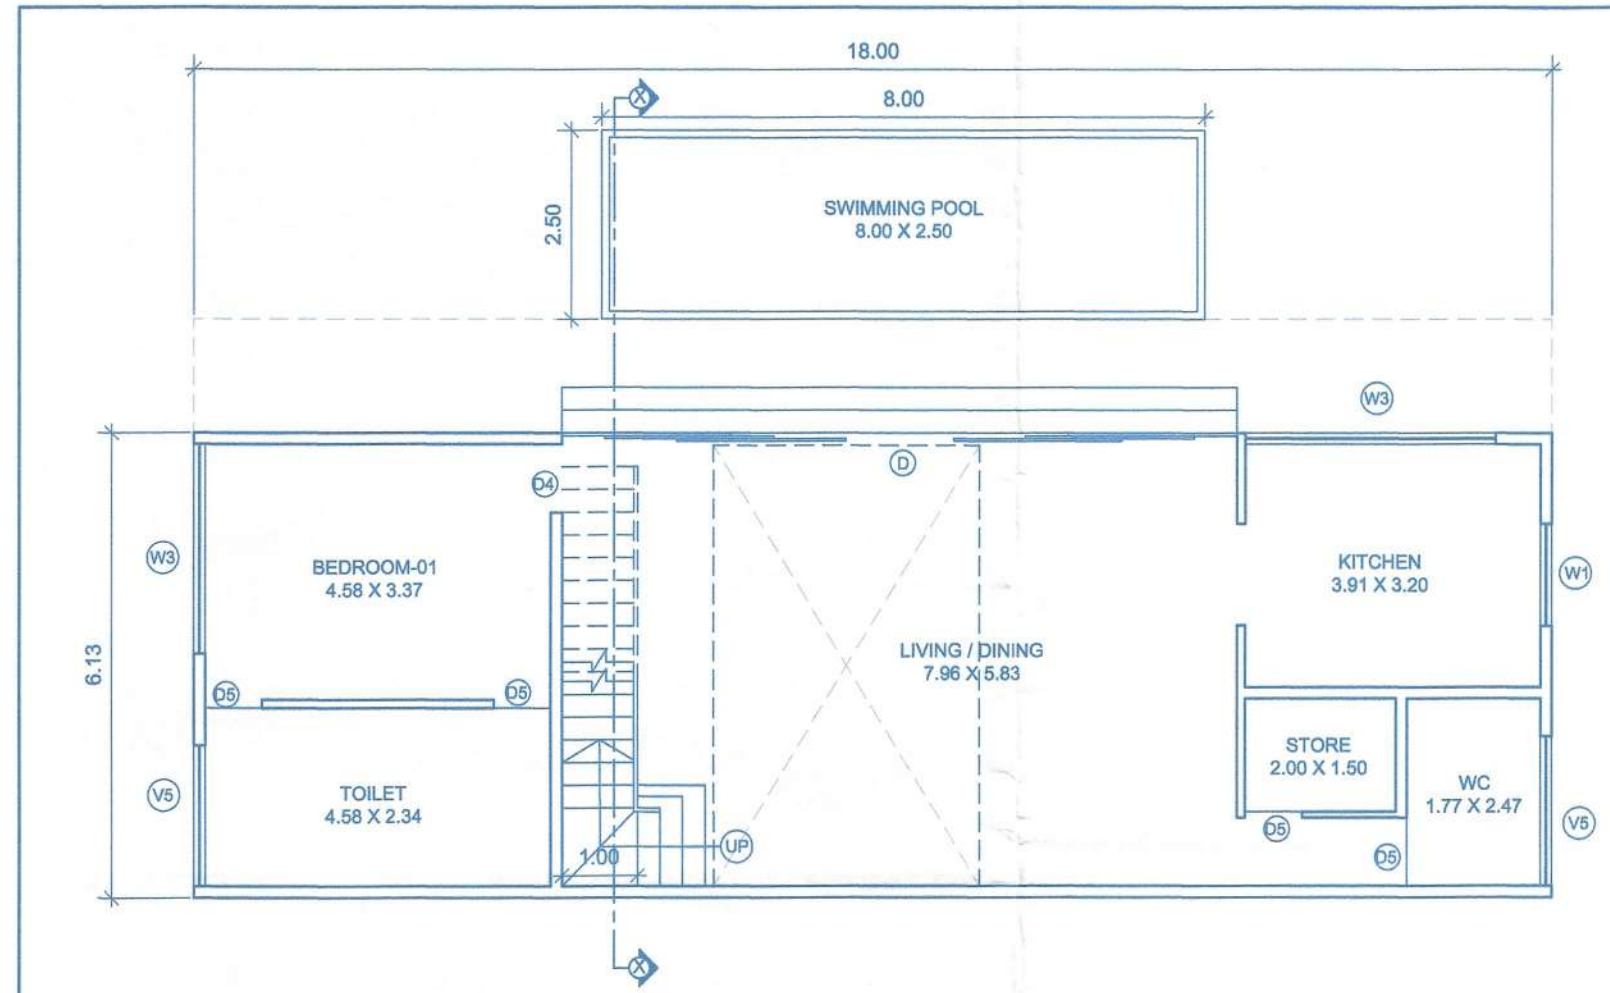 18.00
X
8.00
2.50
SWIMMING POOL
8.00 X 2.50
W3
D
D4
W3
BEDROOM-01
4.58 X 3.37
KITCHEN
3.91 X 3.20
W1
6.13
LIVING / DINING
7.96 X 5.83
D5
D5
STORE
2.00 X 1.50
WC
1.77 X 2.47
V5
TOILET
4.58 X 2.34
V5
D5
UP
1.00
D5
X